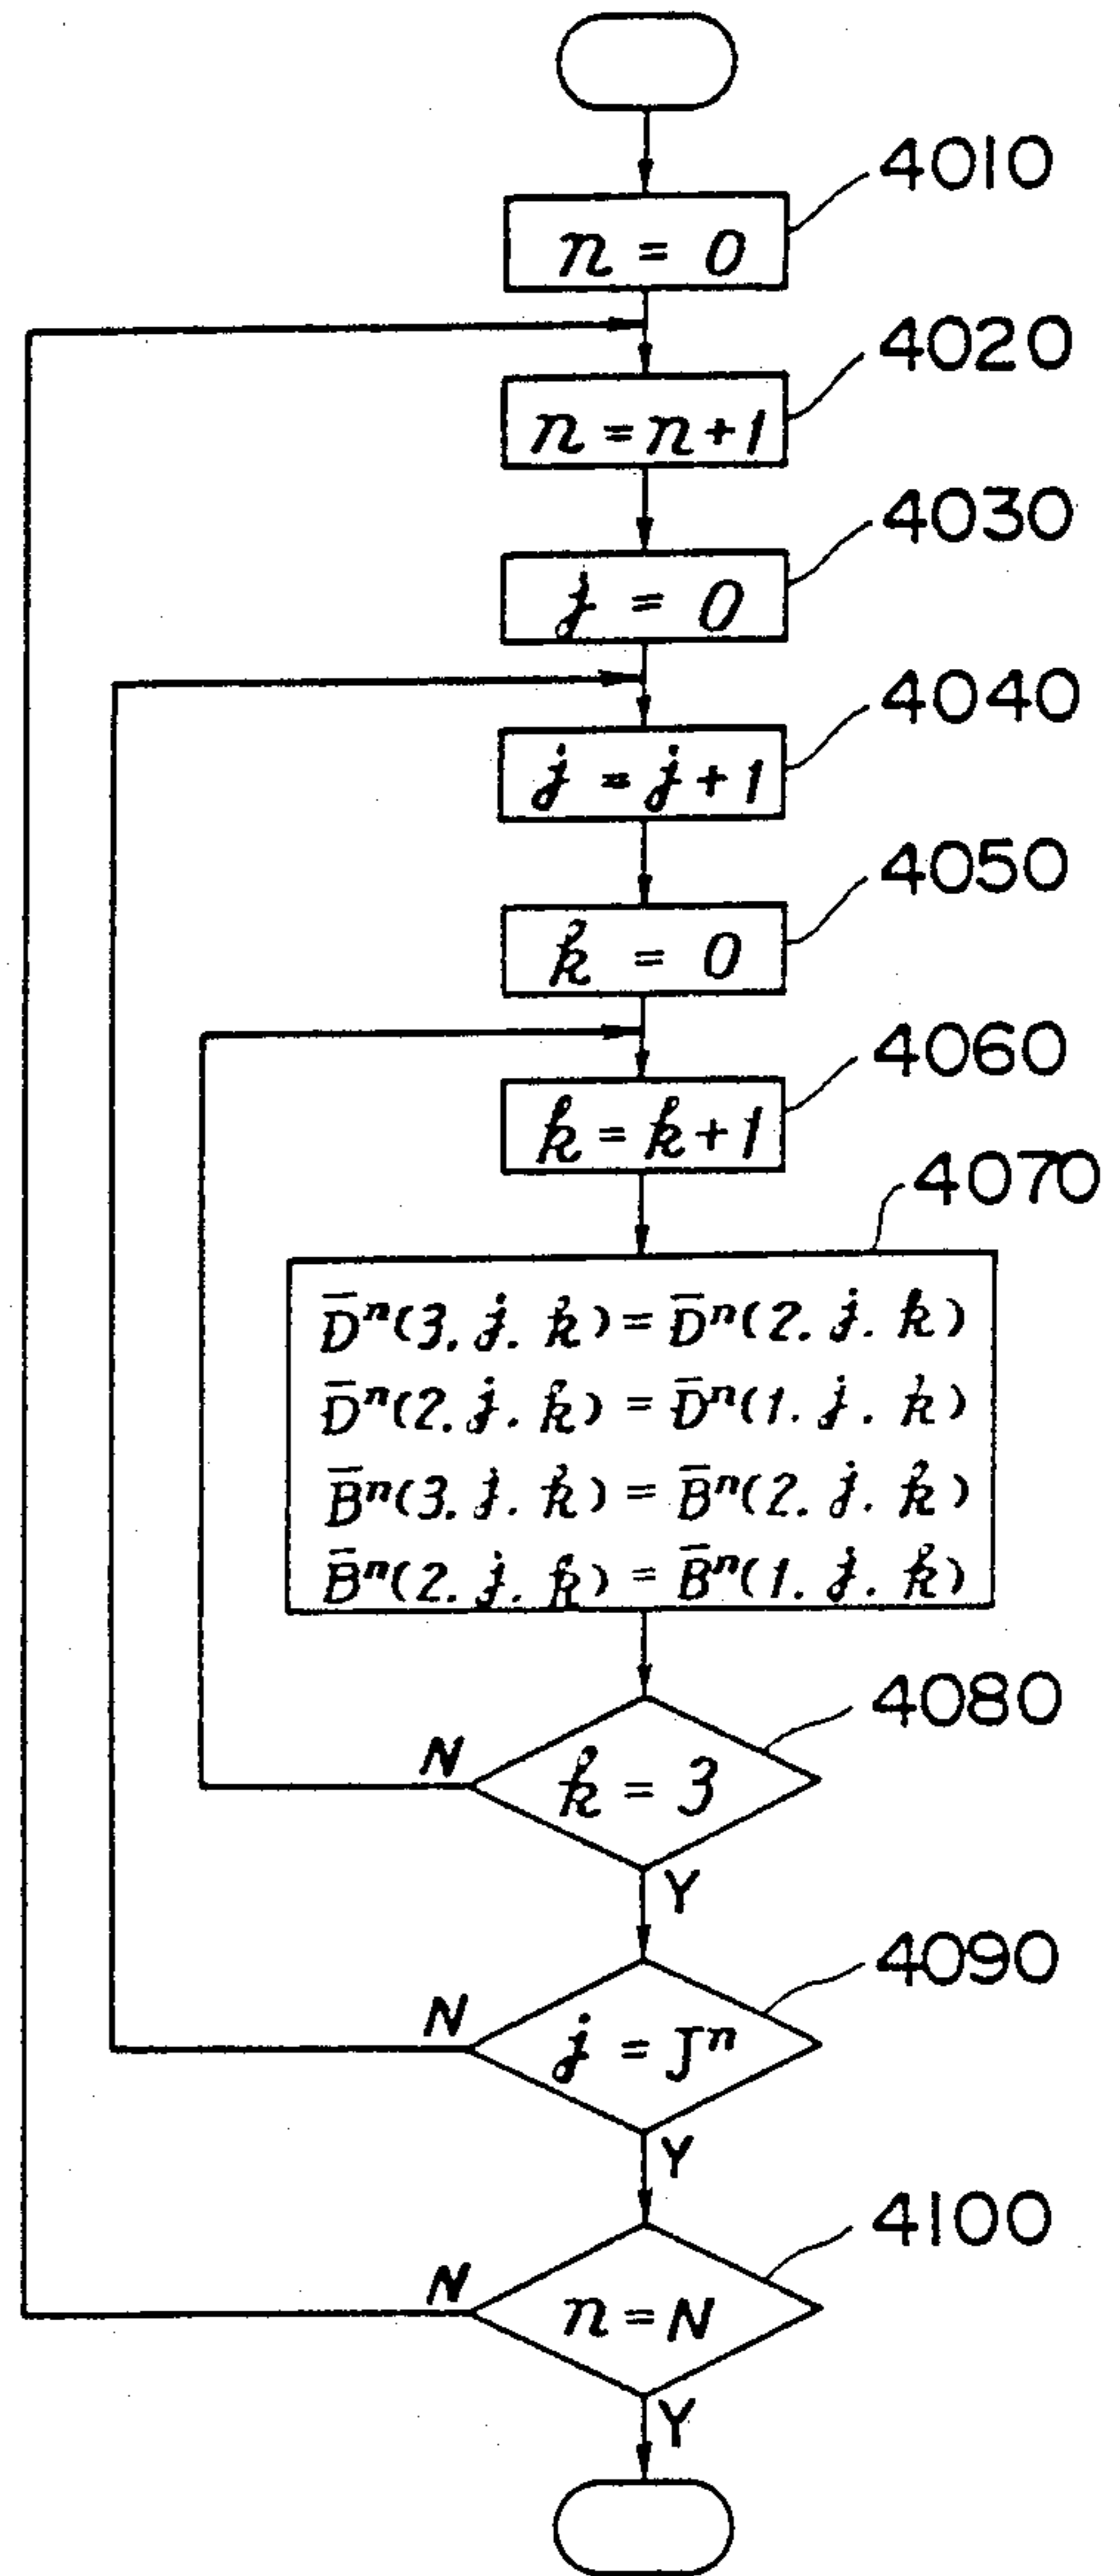 4010
n = 0
4020
n = n + 1
4030
j = 0
4040
j = j + 1
4050
k = 0
4060
k = k + 1
4070
D̅ⁿ(3. j. k) = D̅ⁿ(2. j. k)
D̅ⁿ(2. j. k) = D̅ⁿ(1. j. k)
B̅ⁿ(3. j. k) = B̅ⁿ(2. j. k)
B̅ⁿ(2. j. k) = B̅ⁿ(1. j. k)
4080
N
k = 3
Y
4090
N
j = Jⁿ
Y
4100
N
n = N
Y